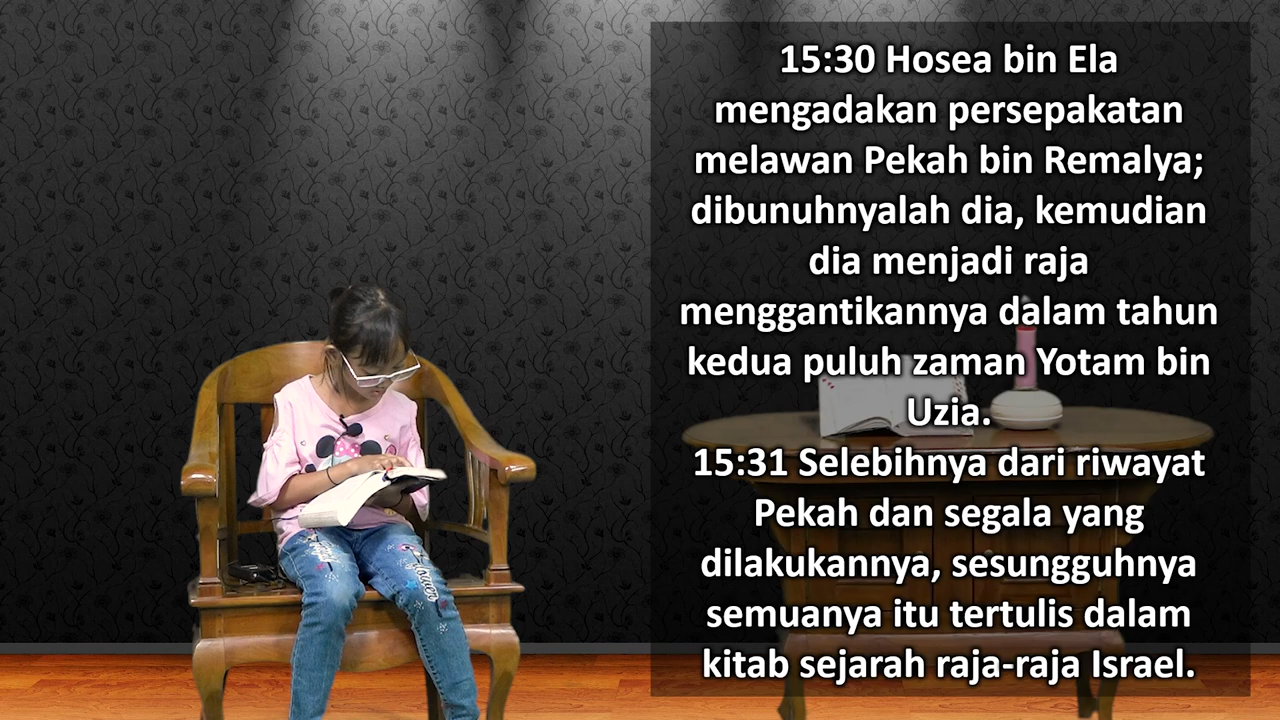 15:30 Hosea bin Ela
mengadakan persepakatan
melawan Pekah bin Remalya;
dibunuhnyalah dia, kemudian
dia menjadi raja
menggantikannya dalam tahun
kedua puluh zaman Yotam bin
Uzia.
15:31 Selebihnya dari riwayat
Pekah dan segala yang
dilakukannya, sesungguhnya
semuanya itu tertulis dalam
kitab sejarah raja-raja Israel.